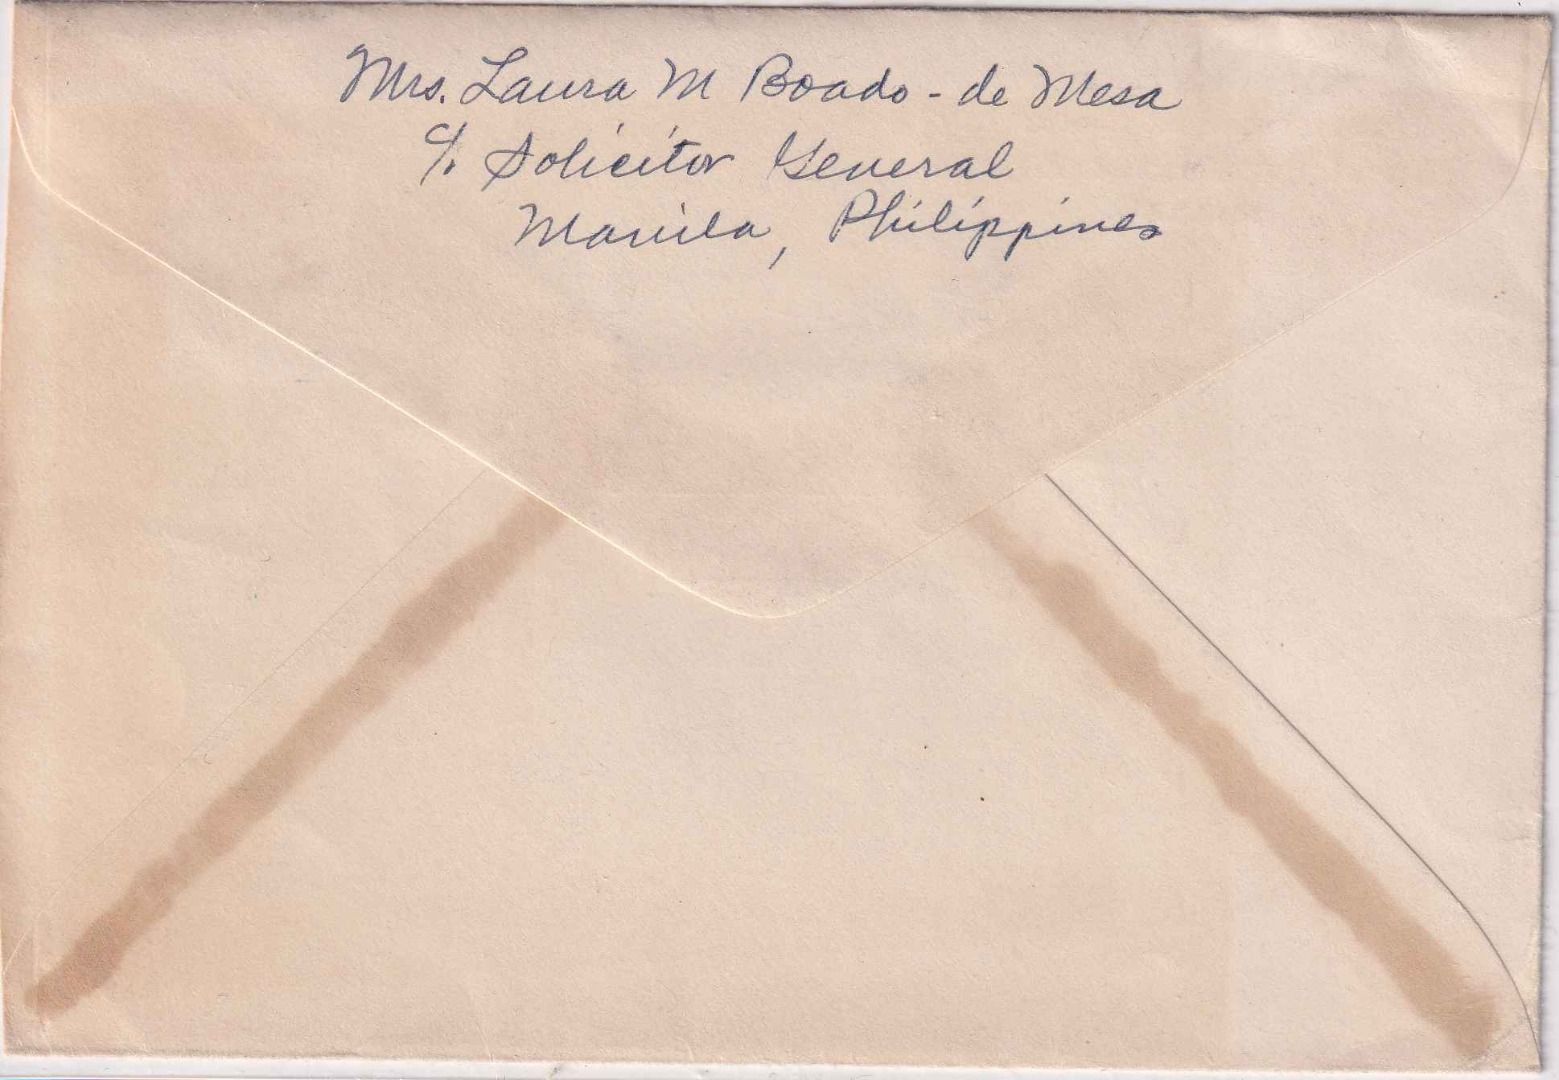 Mrs. Laura M Boado - de Mesa
c/o Solicitor General
Manila, Philippines